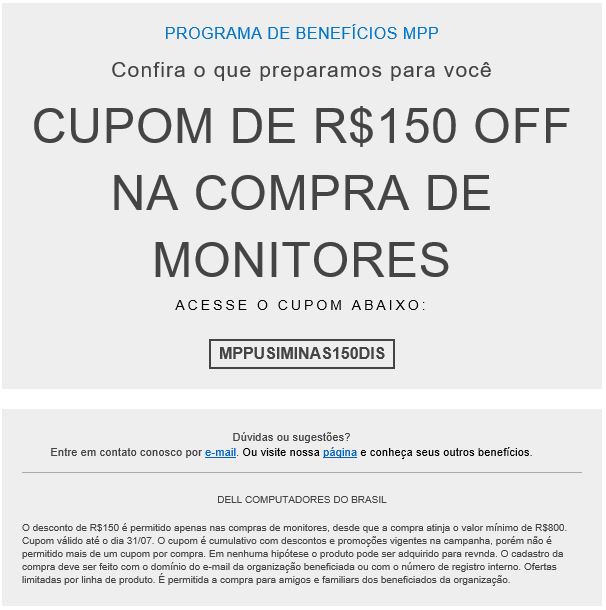 PROGRAMA DE BENEFÍCIOS MPP
Confira o que preparamos para você
CUPOM DE R$150 OFF
NA COMPRA DE
MONITORES
ACESSE O CUPOM ABAIXO:
MPPUSIMINAS150DIS
Dúvidas ou sugestões?
Entre em contato conosco por e-mail. Ou visite nossa página e conheça seus outros benefícios.
DELL COMPUTADORES DO BRASIL
O desconto de R$150 é permitido apenas nas compras de monitores, desde que a compra atinja o valor mínimo de R$800.
Cupom válido até o dia 31/07. O cupom é cumulativo com descontos e promoções vigentes na campanha, porém não é
permitido mais de um cupom por compra. Em nenhuma hipótese o produto pode ser adquirido para revnda. O cadastro da
compra deve ser feito com o domínio do e-mail da organização beneficiada ou com o número de registro interno. Ofertas
limitadas por linha de produto. É permitida a compra para amigos e familiars dos beneficiados da organização.